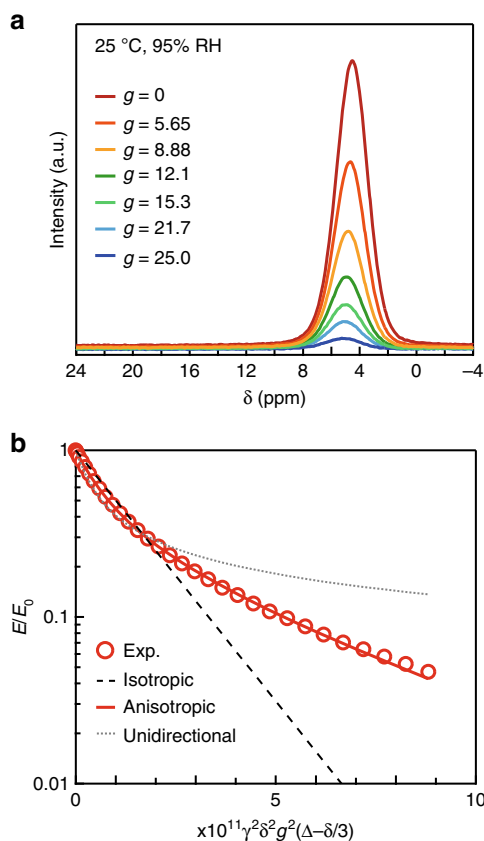 a
25 °C, 95% RH
g = 0
g = 5.65
g = 8.88
g = 12.1
g = 15.3
g = 21.7
g = 25.0
Intensity (a.u.)
24 20 16 12 8 4 0 –4
δ (ppm)
b
1
0.1
0.01
E/E₀
Exp.
Isotropic
Anisotropic
Unidirectional
0 5 10
x10¹¹γ²δ²g²(Δ–δ/3)